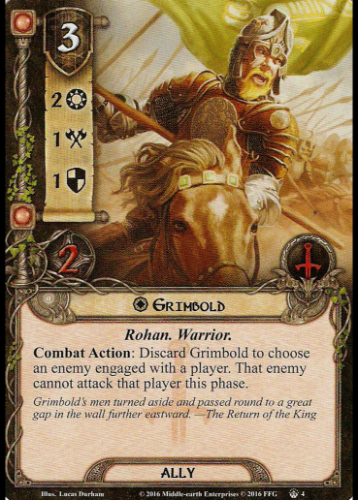 3
2
1
1
2
Grimbold
Rohan. Warrior.
Combat Action: Discard Grimbold to choose
an enemy engaged with a player. That enemy
cannot attack that player this phase.
Grimbold's men turned aside and passed round to a great
gap in the wall further eastward. —The Return of the King
ALLY
Illus. Lucas Durham
© 2016 Middle-earth Enterprises © 2016 FFG
4